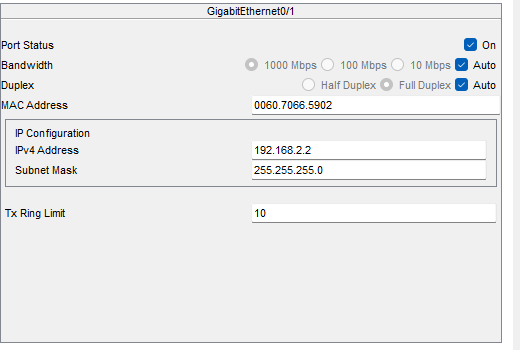 GigabitEthernet0/1
Port Status On
Bandwidth 1000 Mbps 100 Mbps 10 Mbps Auto
Duplex Half Duplex Full Duplex Auto
MAC Address 0060.7066.5902
IP Configuration
IPv4 Address 192.168.2.2
Subnet Mask 255.255.255.0
Tx Ring Limit 10